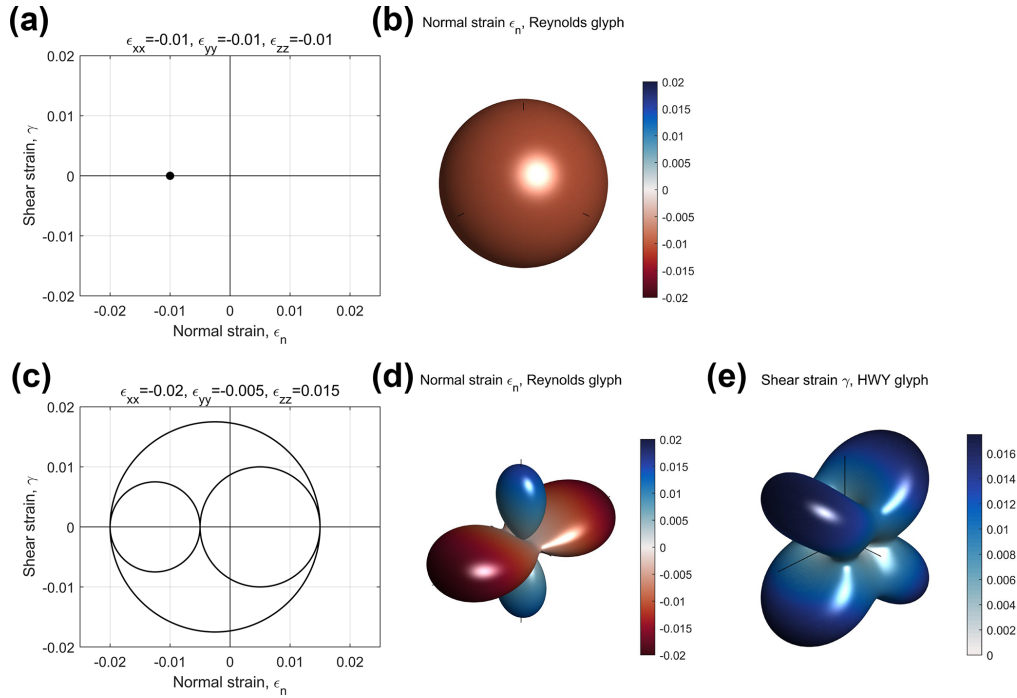 (a)
ϵxx=-0.01, ϵyy=-0.01, ϵzz=-0.01
0.02
0.01
0
-0.01
-0.02
Shear strain, γ
-0.02 -0.01 0 0.01 0.02
Normal strain, ϵn
(b)
Normal strain ϵn, Reynolds glyph
0.02
0.015
0.01
0.005
0
-0.005
-0.01
-0.015
-0.02
(c)
ϵxx=-0.02, ϵyy=-0.005, ϵzz=0.015
0.02
0.01
0
-0.01
-0.02
Shear strain, γ
-0.02 -0.01 0 0.01 0.02
Normal strain, ϵn
(d)
Normal strain ϵn, Reynolds glyph
0.02
0.015
0.01
0.005
0
-0.005
-0.01
-0.015
-0.02
(e)
Shear strain γ, HWY glyph
0.016
0.014
0.012
0.01
0.008
0.006
0.004
0.002
0